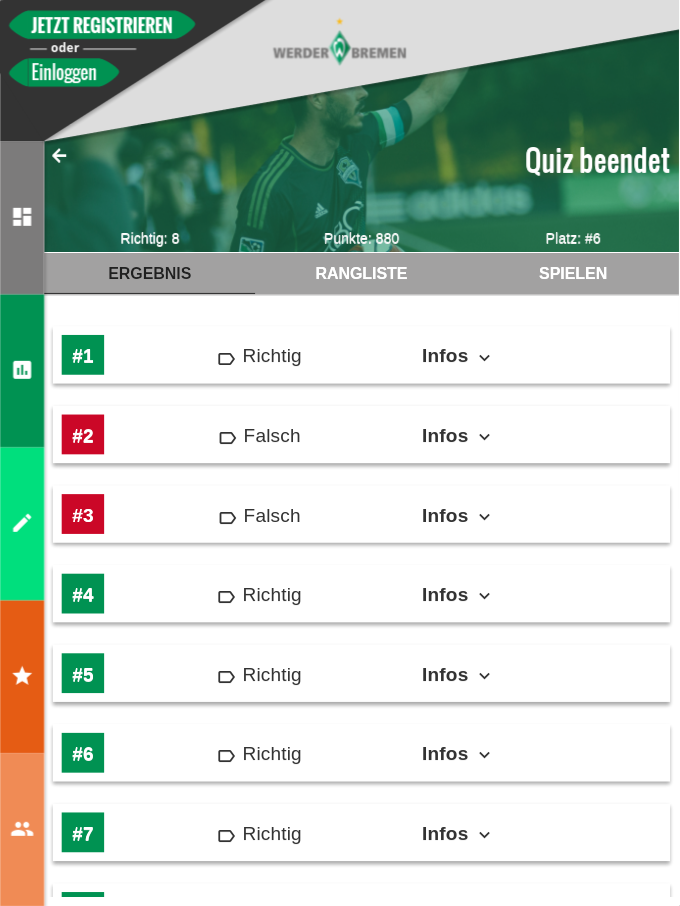 JETZT REGISTRIEREN
oder
Einloggen
WERDER BREMEN
Quiz beendet
Richtig: 8
Punkte: 880
Platz: #6
ERGEBNIS
RANGLISTE
SPIELEN
#1 Richtig Infos
#2 Falsch Infos
#3 Falsch Infos
#4 Richtig Infos
#5 Richtig Infos
#6 Richtig Infos
#7 Richtig Infos